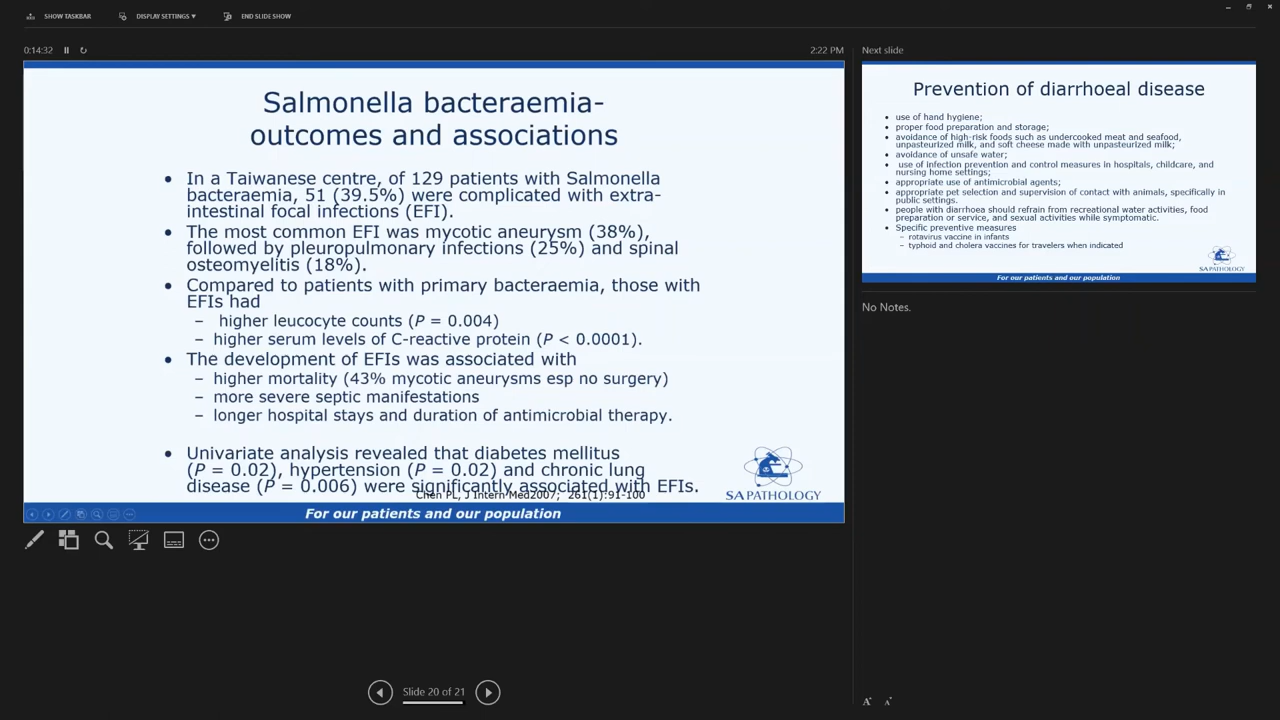 SHOW TASKBAR
DISPLAY SETTINGS ▾
END SLIDE SHOW
0:14:32
2:22 PM
Salmonella bacteraemia-
outcomes and associations
• In a Taiwanese centre, of 129 patients with Salmonella
bacteraemia, 51 (39.5%) were complicated with extra-
intestinal focal infections (EFI).
• The most common EFI was mycotic aneurysm (38%),
followed by pleuropulmonary infections (25%) and spinal
osteomyelitis (18%).
• Compared to patients with primary bacteraemia, those with
EFIs had
– higher leucocyte counts (P = 0.004)
– higher serum levels of C-reactive protein (P < 0.0001).
• The development of EFIs was associated with
– higher mortality (43% mycotic aneurysms esp no surgery)
– more severe septic manifestations
– longer hospital stays and duration of antimicrobial therapy.
• Univariate analysis revealed that diabetes mellitus
(P = 0.02), hypertension (P = 0.02) and chronic lung
disease (P = 0.006) were significantly associated with EFIs.
Chen PL, J Intern Med2007; 261(1):91-100
SA PATHOLOGY
For our patients and our population
Slide 20 of 21
Next slide
Prevention of diarrhoeal disease
• use of hand hygiene;
• proper food preparation and storage;
• avoidance of high-risk foods such as undercooked meat and seafood,
unpasteurized milk, and soft cheese made with unpasteurized milk;
• avoidance of unsafe water;
• use of infection prevention and control measures in hospitals, childcare, and
nursing home settings;
• appropriate use of antimicrobial agents;
• appropriate pet selection and supervision of contact with animals, specifically in
public settings.
• people with diarrhoea should refrain from recreational water activities, food
preparation or service, and sexual activities while symptomatic.
• Specific preventive measures
– rotavirus vaccine in infants
– typhoid and cholera vaccines for travelers when indicated
SA PATHOLOGY
For our patients and our population
No Notes.
A A